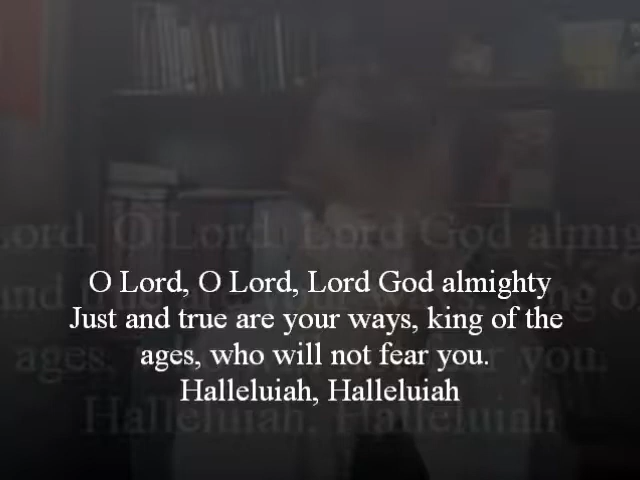 O Lord, O Lord, Lord God almighty
Just and true are your ways, king of the
ages, who will not fear you.
Halleluiah, Halleluiah